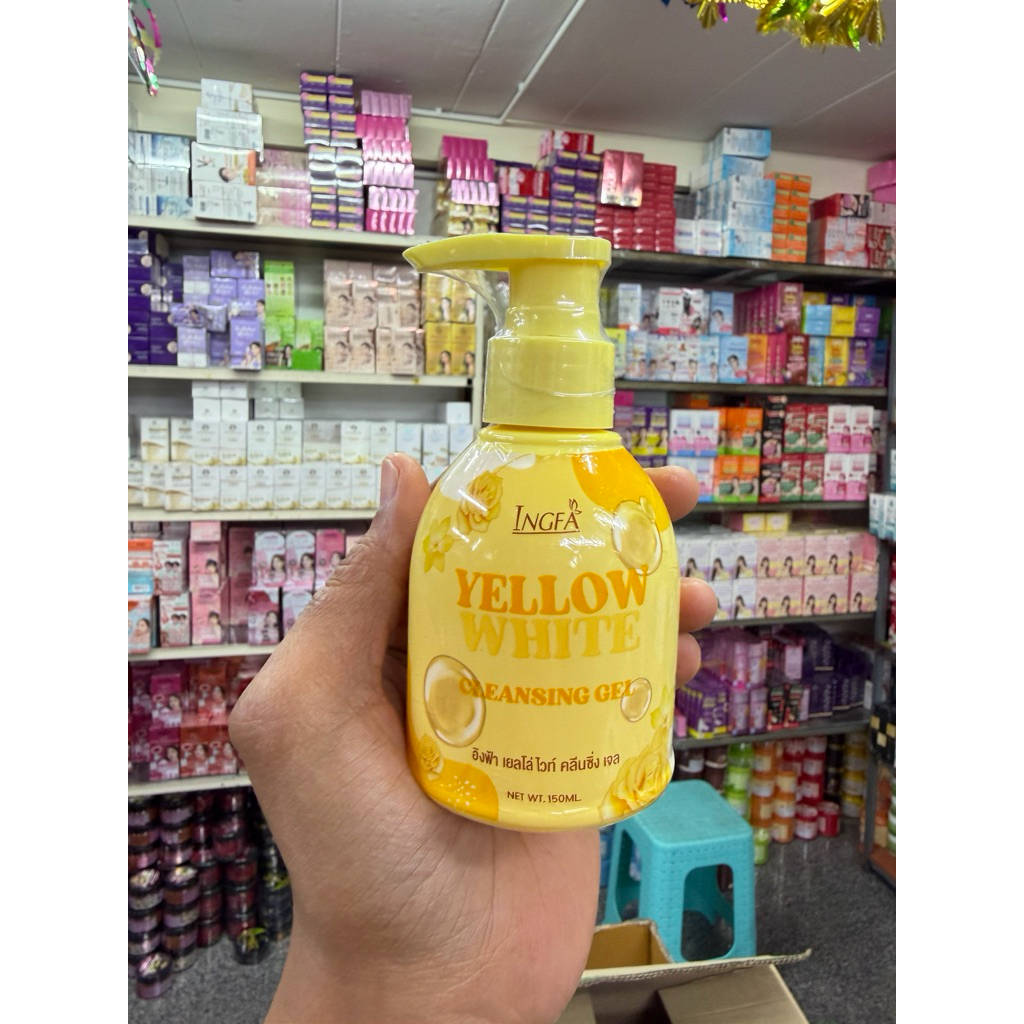 INGFA
YELLOW
WHITE
CLEANSING GEL
อิงฟ้า เยลโล่ ไวท์ คลีนซิ่ง เจล
NET WT. 150ML.